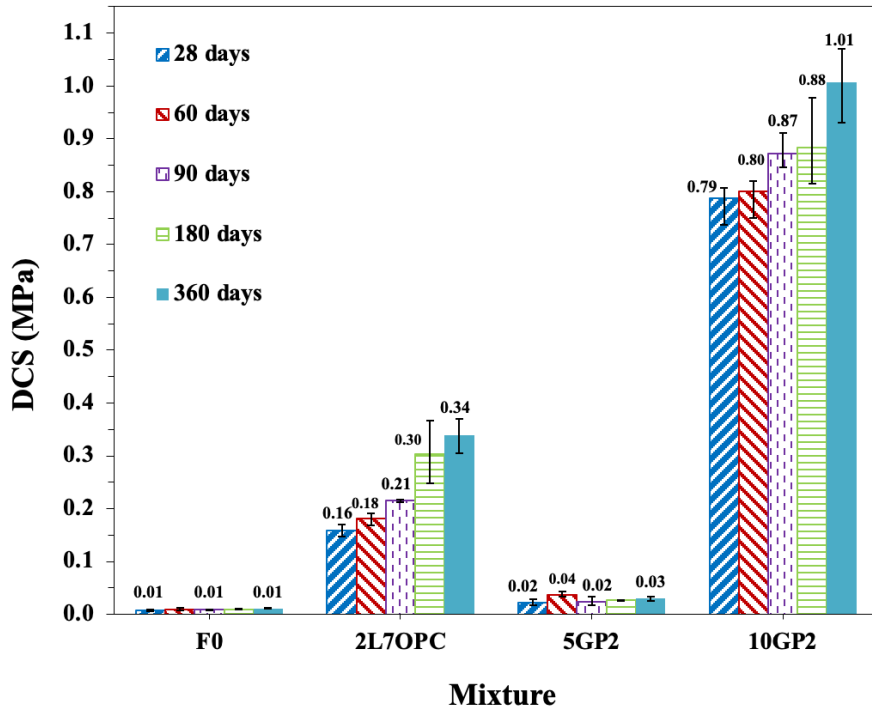 1.1
1.0
0.9
0.8
0.7
0.6
0.5
0.4
0.3
0.2
0.1
0.0
DCS (MPa)
28 days
60 days
90 days
180 days
360 days
0.01 0.01 0.01
0.16 0.18 0.21 0.30 0.34
0.02 0.04 0.02 0.03
0.79 0.80 0.87 0.88 1.01
F0 2L7OPC 5GP2 10GP2
Mixture